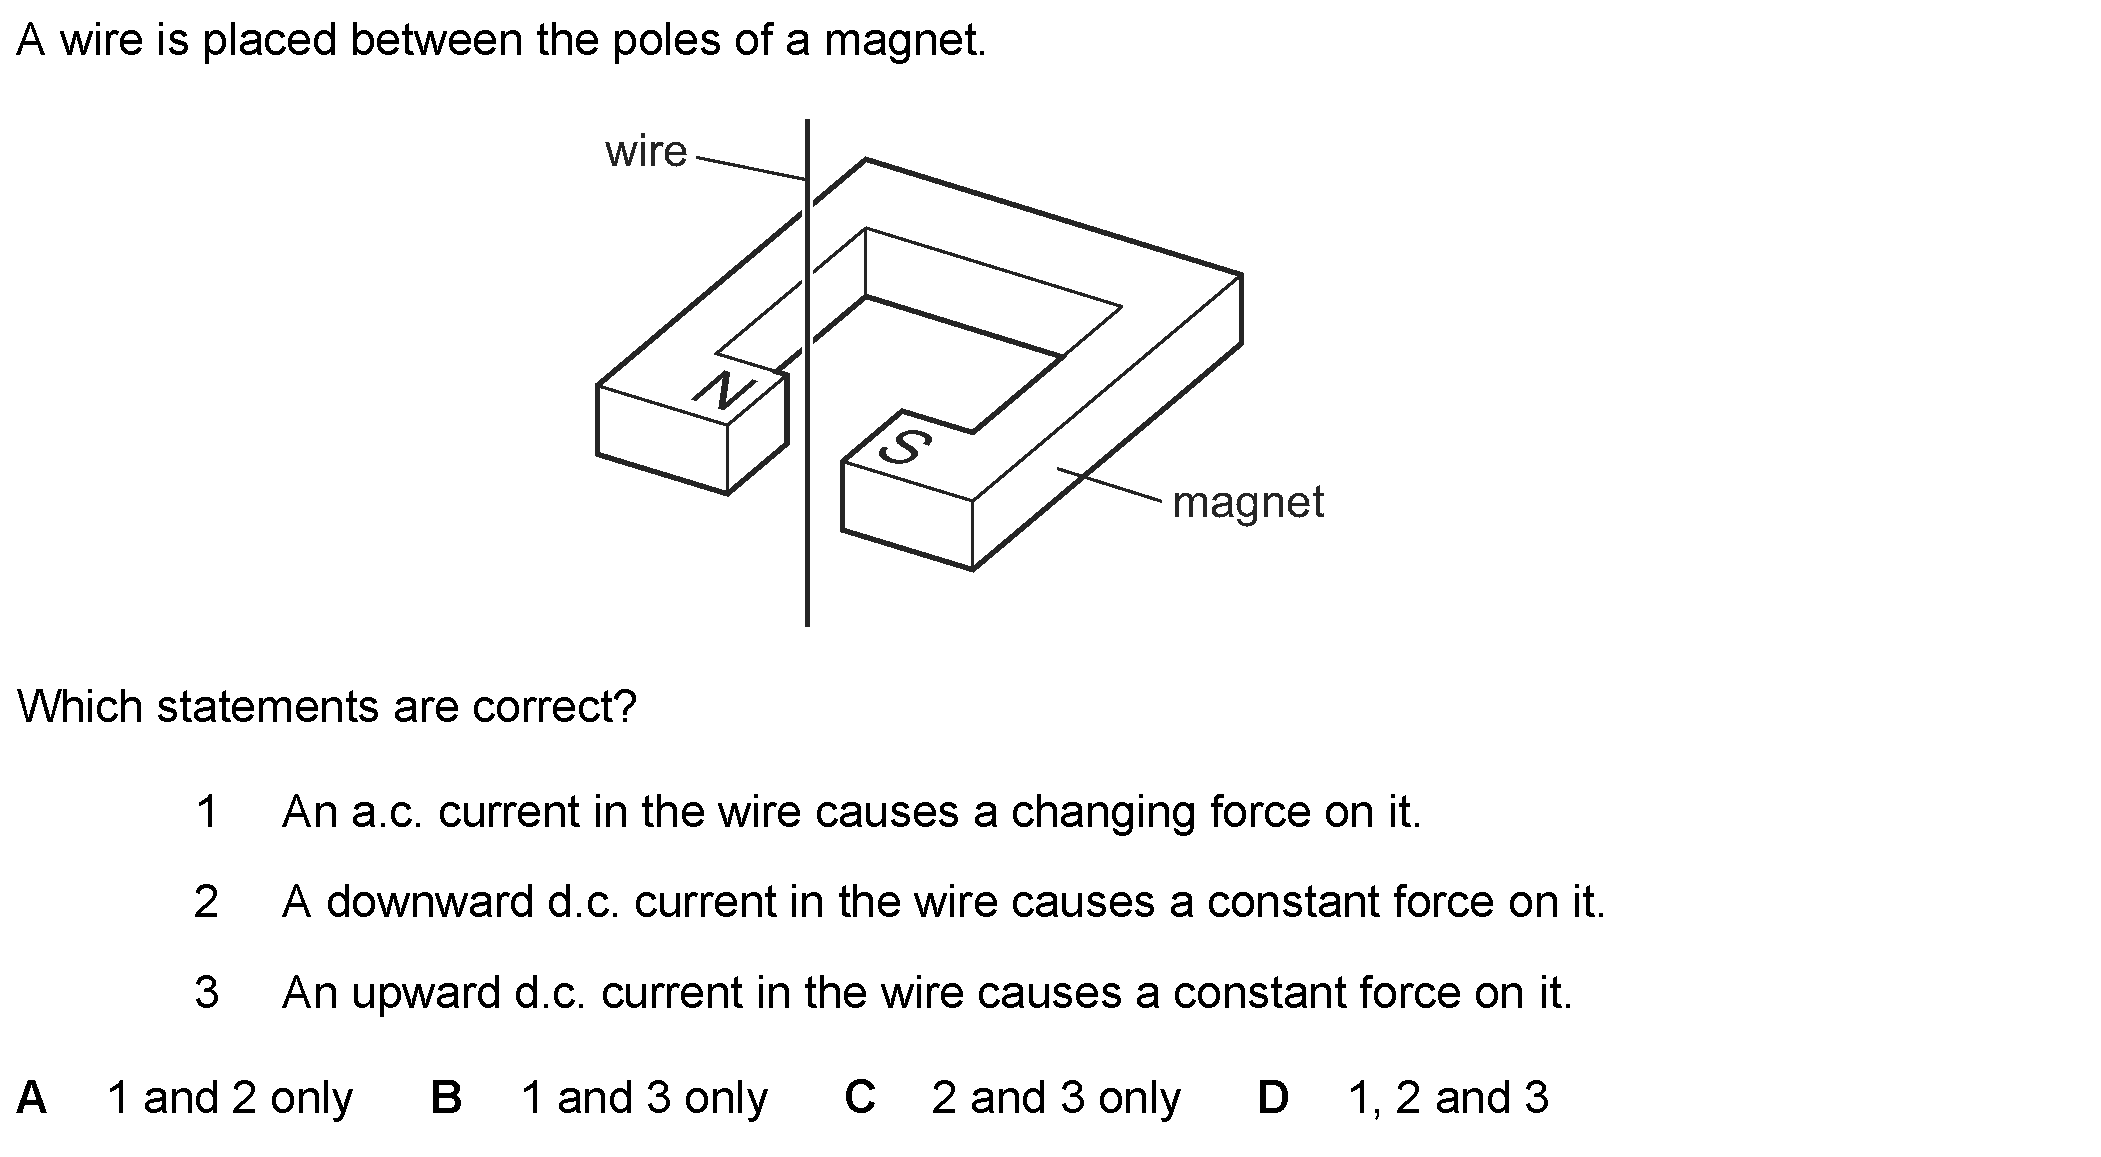 A wire is placed between the poles of a magnet.
wire
N
S
magnet
Which statements are correct?
1 An a.c. current in the wire causes a changing force on it.
2 A downward d.c. current in the wire causes a constant force on it.
3 An upward d.c. current in the wire causes a constant force on it.
A 1 and 2 only B 1 and 3 only C 2 and 3 only D 1, 2 and 3